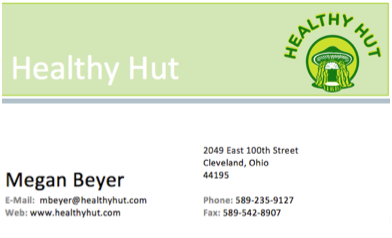 Healthy Hut
HEALTHY HUT
2049 East 100th Street
Cleveland, Ohio
44195
Megan Beyer
E-Mail: mbeyer@healthyhut.com
Phone: 589-235-9127
Web: www.healthyhut.com
Fax: 589-542-8907